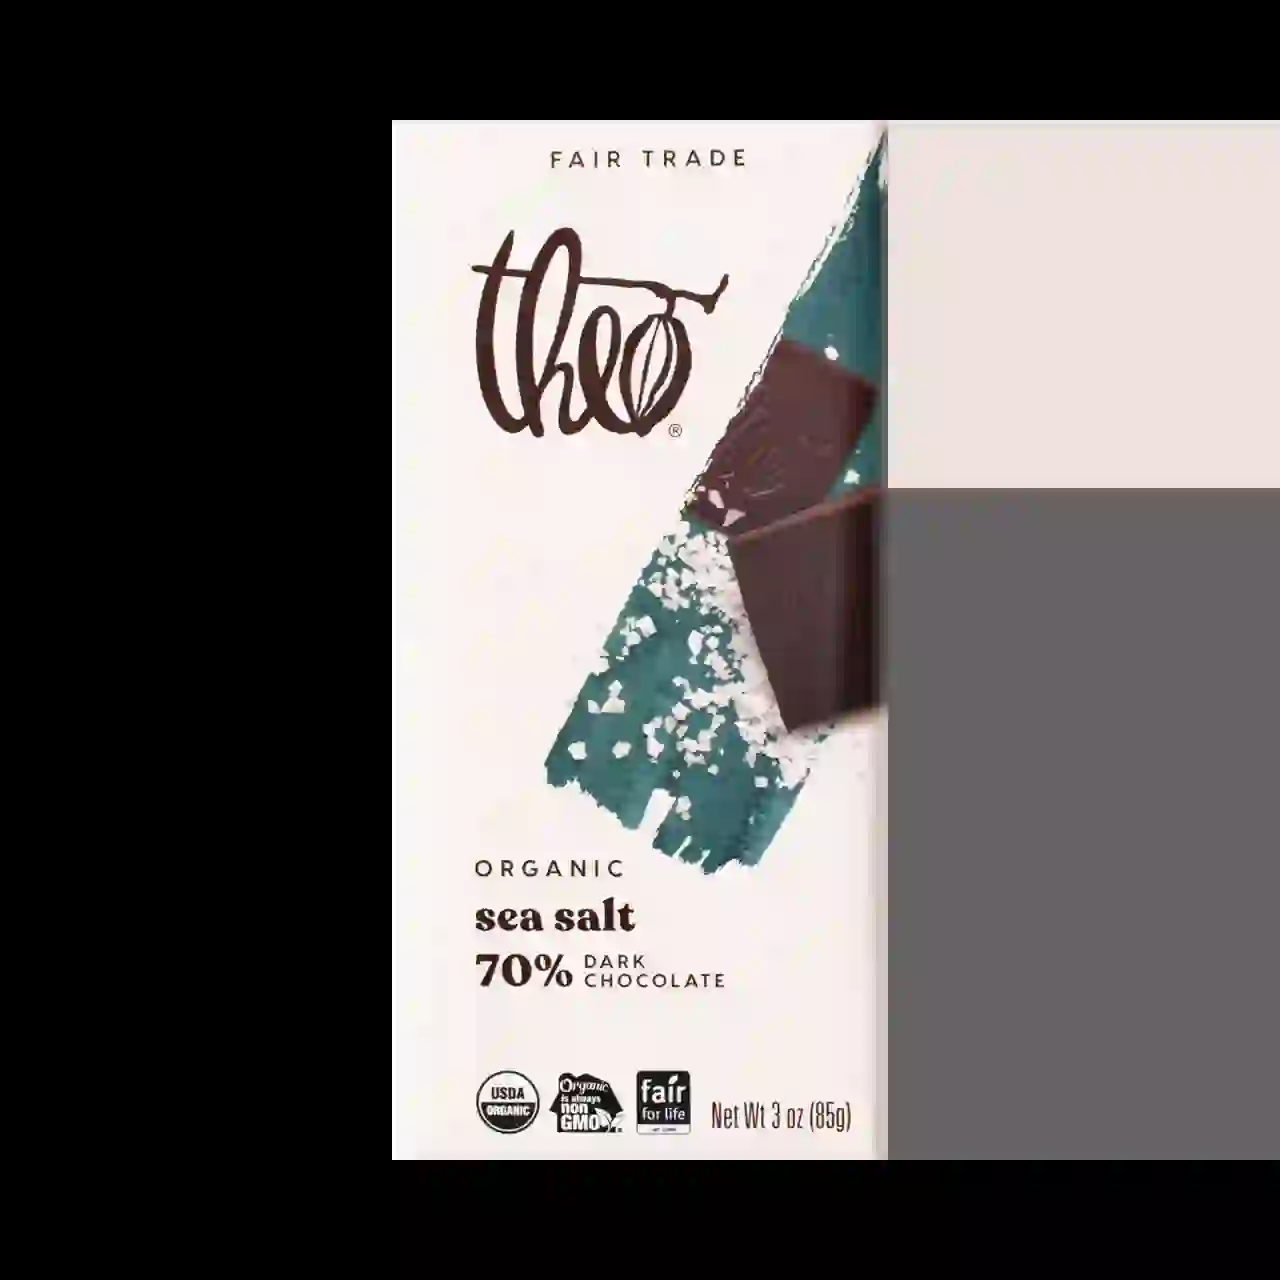 FAIR TRADE
theo®
ORGANIC
sea salt
70% DARK
CHOCOLATE
USDA
ORGANIC
Organic
is always
non
GMO
fair
for life
Net Wt 3 oz (85g)